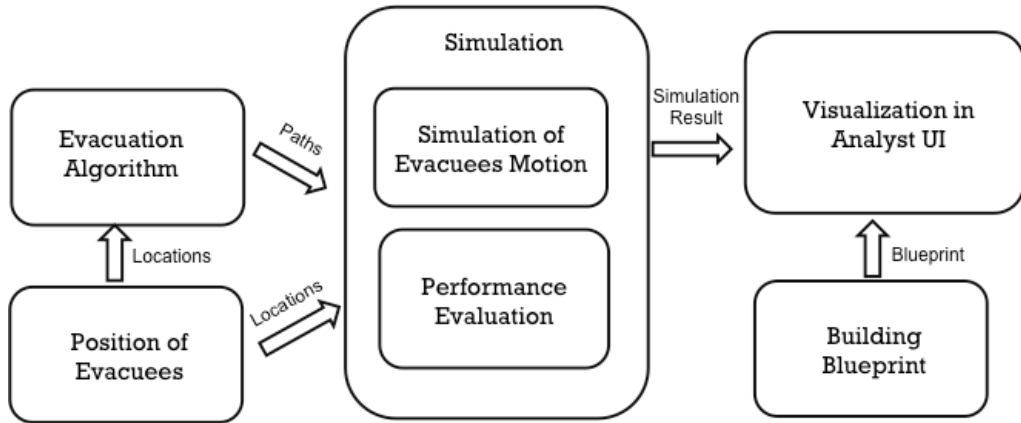 Simulation
Evacuation
Algorithm
Paths
Simulation of
Evacuees Motion
Simulation
Result
Visualization in
Analyst UI
Locations
Blueprint
Position of
Evacuees
Locations
Performance
Evaluation
Building
Blueprint